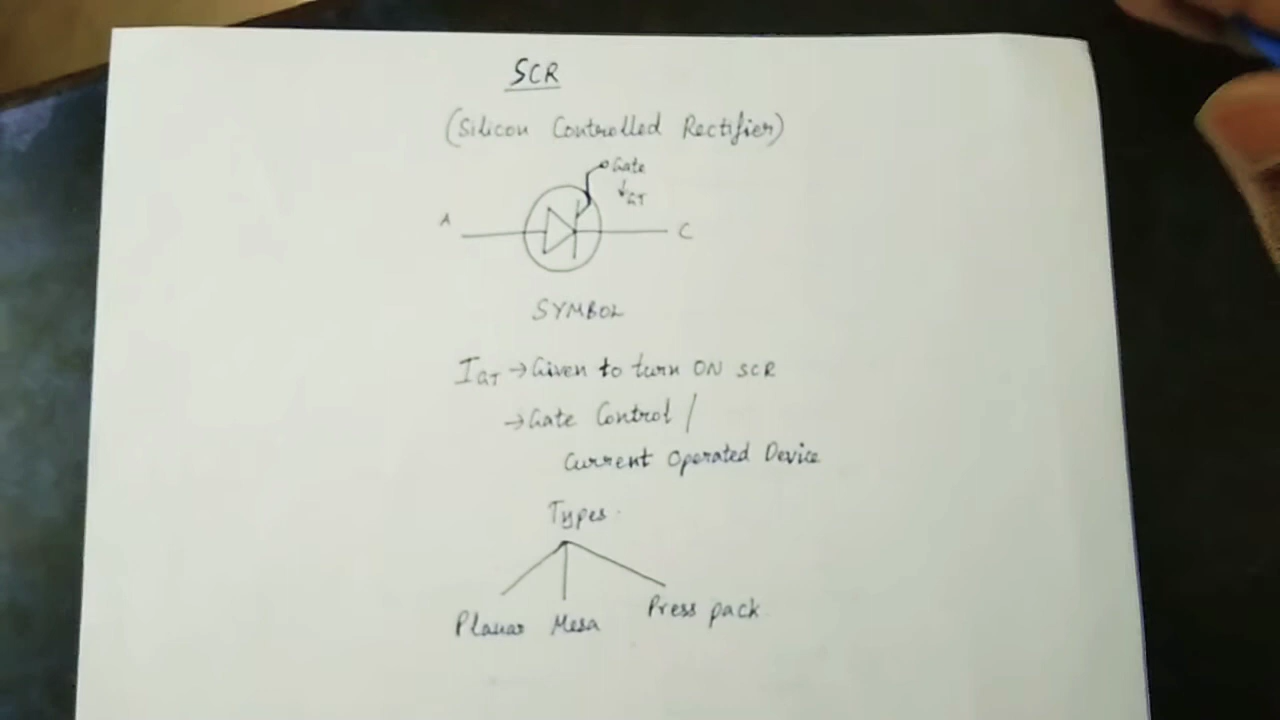 SCR
(Silicon Controlled Rectifier)
Gate
↓GT
A
C
SYMBOL
IGT → Given to turn ON SCR
→ Gate Control /
Current Operated Device
Types.
Planar Mesa Press pack